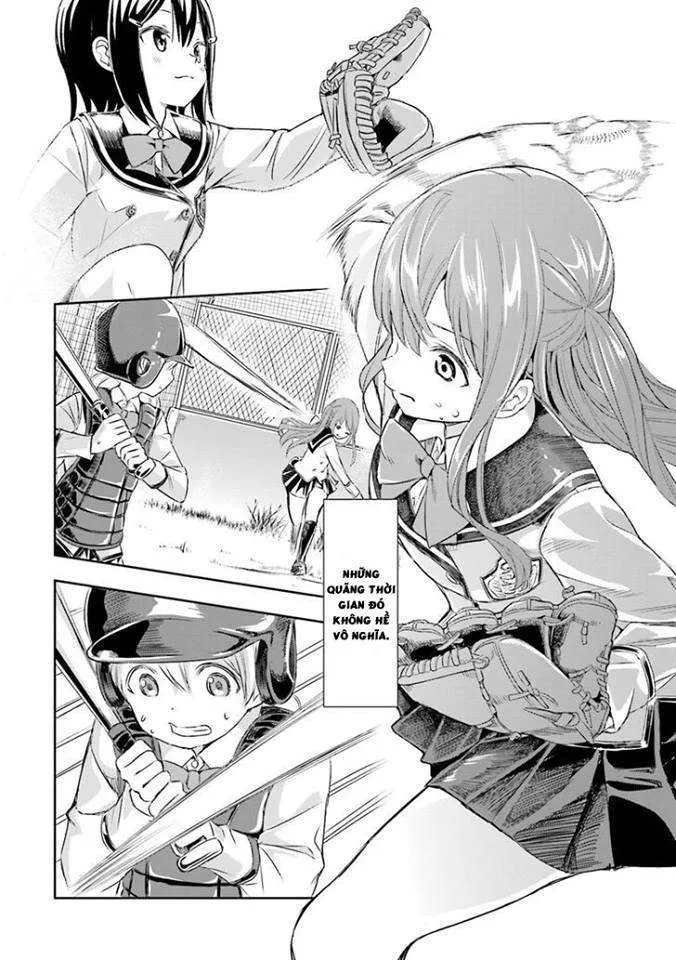 NHỮNG
QUÃNG THỜI
GIAN ĐÓ
KHÔNG HỀ
VÔ NGHĨA.